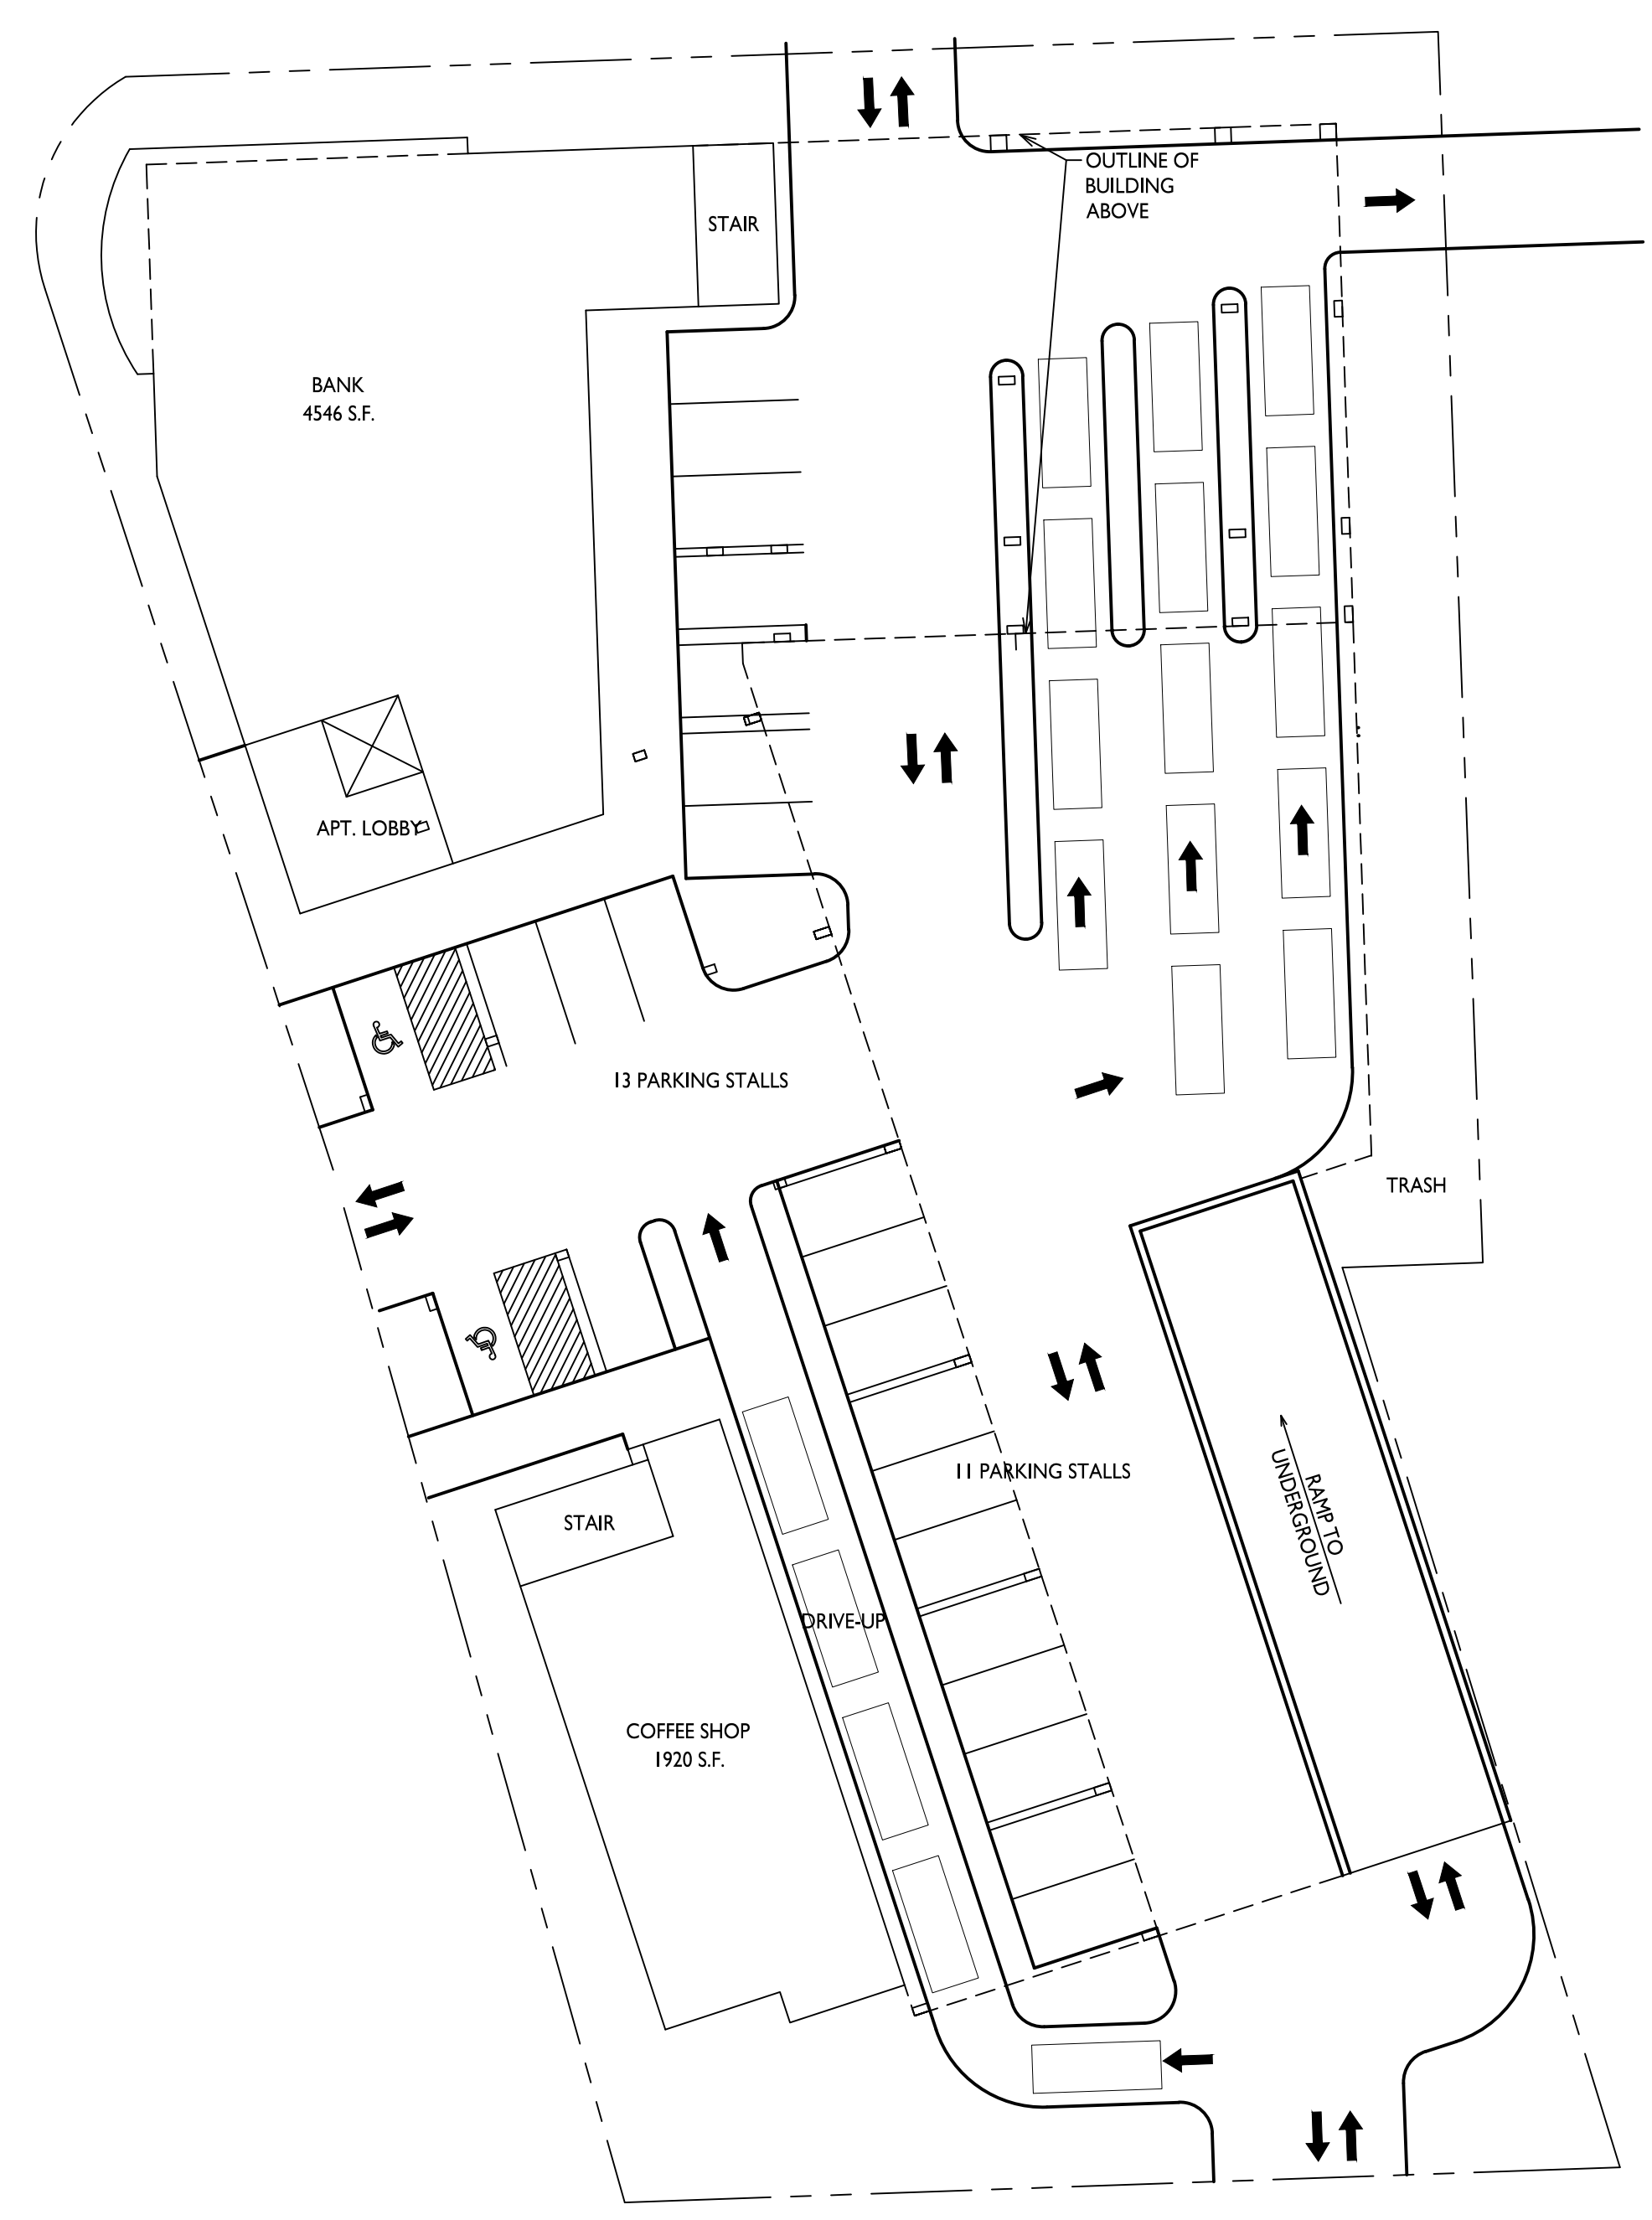 OUTLINE OF
BUILDING
ABOVE
STAIR
BANK
4546 S.F.
APT. LOBBY
13 PARKING STALLS
TRASH
11 PARKING STALLS
RAMP TO
UNDERGROUND
STAIR
DRIVE-UP
COFFEE SHOP
1920 S.F.